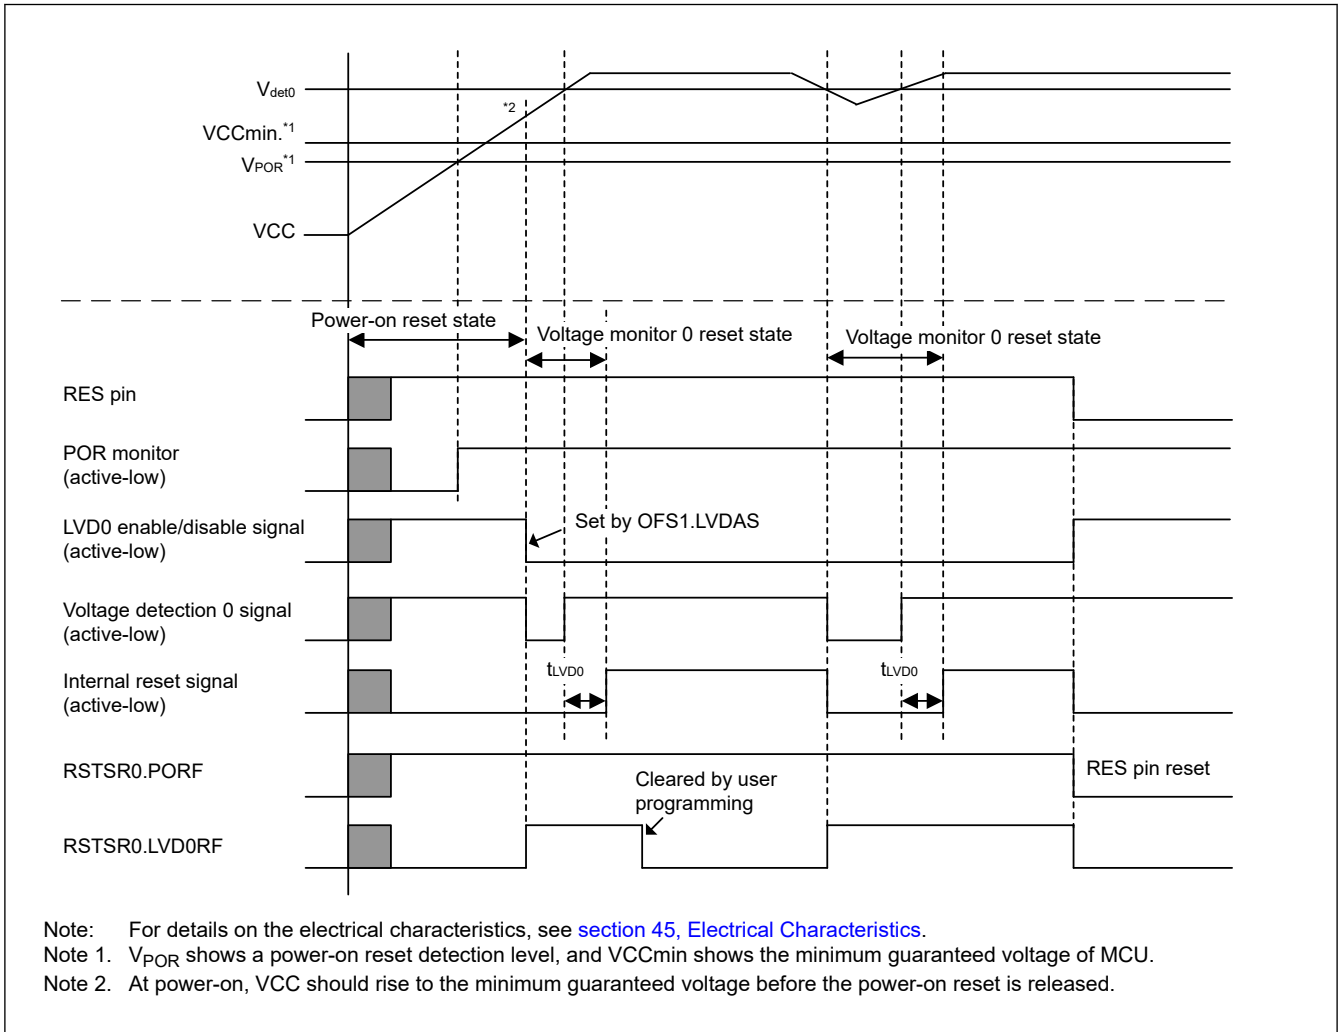 Vdet0
*2
VCCmin.*1
VPOR*1
VCC
Power-on reset state
Voltage monitor 0 reset state
Voltage monitor 0 reset state
RES pin
POR monitor
(active-low)
LVD0 enable/disable signal
(active-low)
Set by OFS1.LVDAS
Voltage detection 0 signal
(active-low)
Internal reset signal
(active-low)
tLVD0
tLVD0
RSTSR0.PORF
RES pin reset
Cleared by user
programming
RSTSR0.LVD0RF
Note: For details on the electrical characteristics, see section 45, Electrical Characteristics.
Note 1. VPOR shows a power-on reset detection level, and VCCmin shows the minimum guaranteed voltage of MCU.
Note 2. At power-on, VCC should rise to the minimum guaranteed voltage before the power-on reset is released.